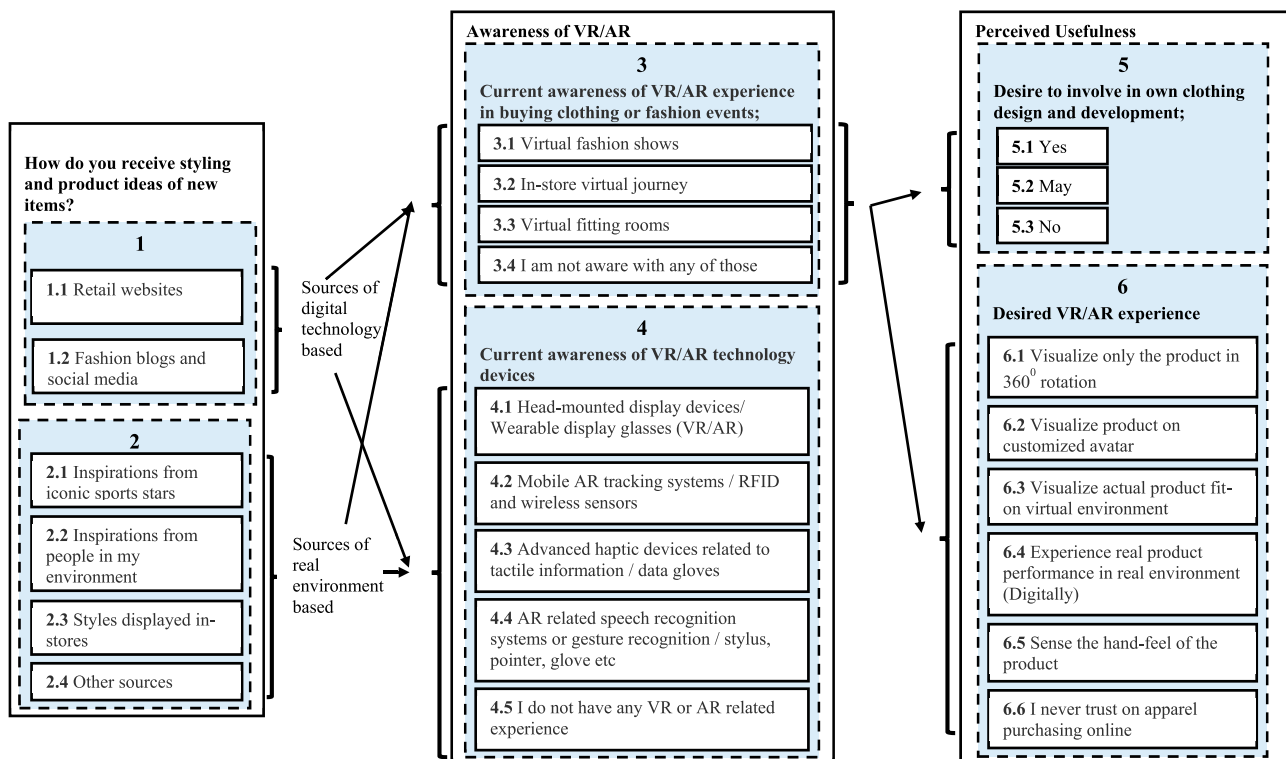 How do you receive styling
and product ideas of new
items?
1
1.1 Retail websites
1.2 Fashion blogs and
social media
2
2.1 Inspirations from
iconic sports stars
2.2 Inspirations from
people in my
environment
2.3 Styles displayed in-
stores
2.4 Other sources
Sources of
digital
technology
based
Sources of
real
environment
based
Awareness of VR/AR
3
Current awareness of VR/AR experience
in buying clothing or fashion events;
3.1 Virtual fashion shows
3.2 In-store virtual journey
3.3 Virtual fitting rooms
3.4 I am not aware with any of those
4
Current awareness of VR/AR technology
devices
4.1 Head-mounted display devices/
Wearable display glasses (VR/AR)
4.2 Mobile AR tracking systems / RFID
and wireless sensors
4.3 Advanced haptic devices related to
tactile information / data gloves
4.4 AR related speech recognition
systems or gesture recognition / stylus,
pointer, glove etc
4.5 I do not have any VR or AR related
experience
Perceived Usefulness
5
Desire to involve in own clothing
design and development;
5.1 Yes
5.2 May
5.3 No
6
Desired VR/AR experience
6.1 Visualize only the product in
360⁰ rotation
6.2 Visualize product on
customized avatar
6.3 Visualize actual product fit-
on virtual environment
6.4 Experience real product
performance in real environment
(Digitally)
6.5 Sense the hand-feel of the
product
6.6 I never trust on apparel
purchasing online